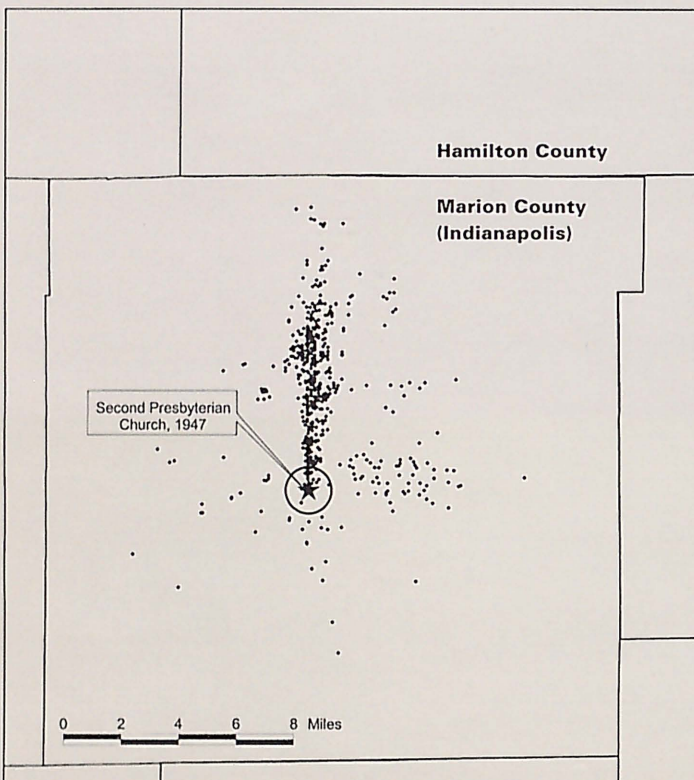 Hamilton County
Marion County
(Indianapolis)
Second Presbyterian
Church, 1947
0 2 4 6 8 Miles